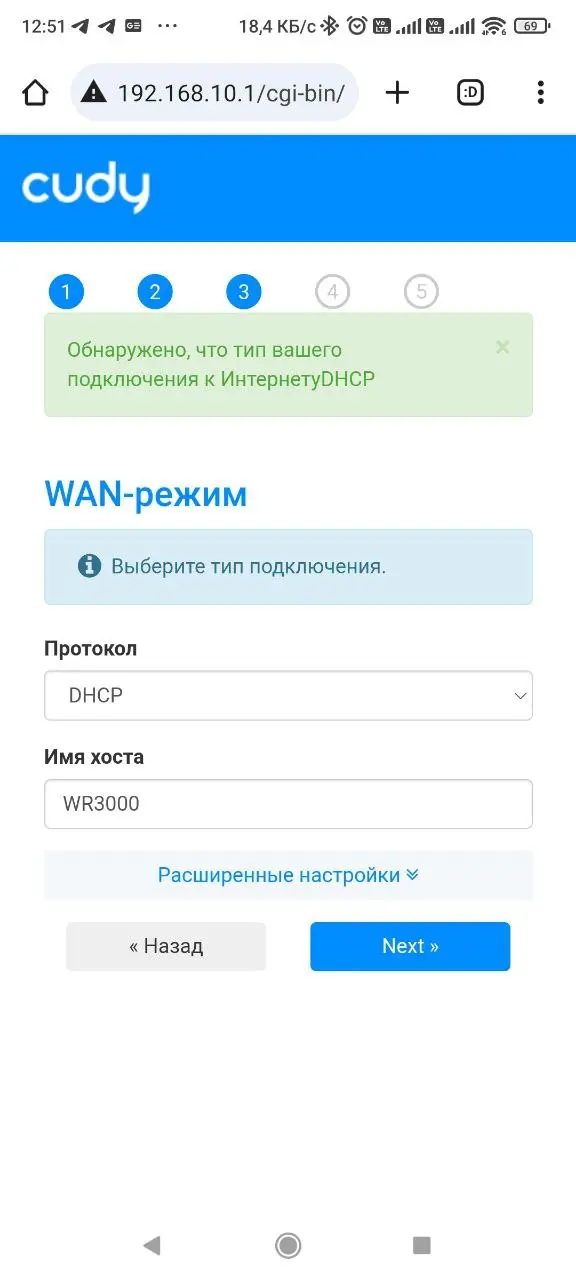 12:51 18,4 КБ/с 69
192.168.10.1/cgi-bin/ :D
cudy
1 2 3 4 5
Обнаружено, что тип вашего
подключения к ИнтернетуDHCP
×
WAN-режим
Выберите тип подключения.
Протокол
DHCP
Имя хоста
WR3000
Расширенные настройки
« Назад Next »